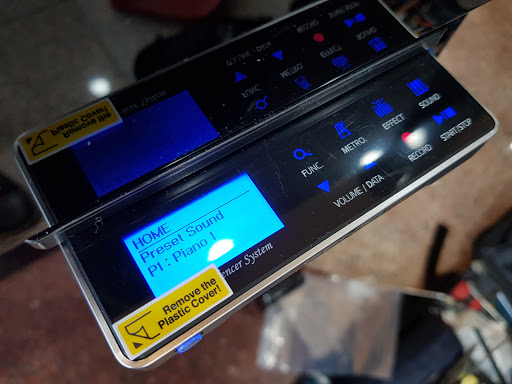 HOME
Preset Sound
P1 : Piano 1
FUNC.
METRO.
EFFECT
SOUND
VOLUME / DATA
RECORD
START/STOP
encer System
Remove the
Plastic Cover!